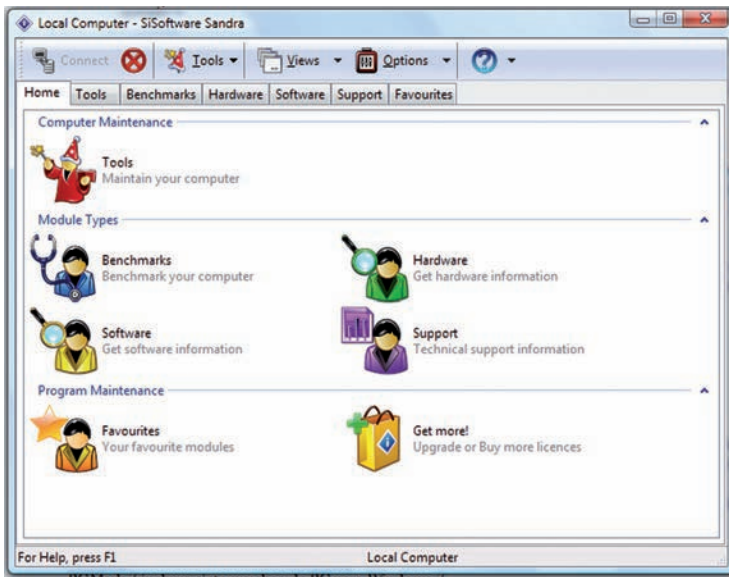 Local Computer - SiSoftware Sandra
Connect Tools Views Options
Home Tools Benchmarks Hardware Software Support Favourites
Computer Maintenance
Tools
Maintain your computer
Module Types
Benchmarks
Benchmark your computer
Hardware
Get hardware information
Software
Get software information
Support
Technical support information
Program Maintenance
Favourites
Your favourite modules
Get more!
Upgrade or Buy more licences
For Help, press F1
Local Computer